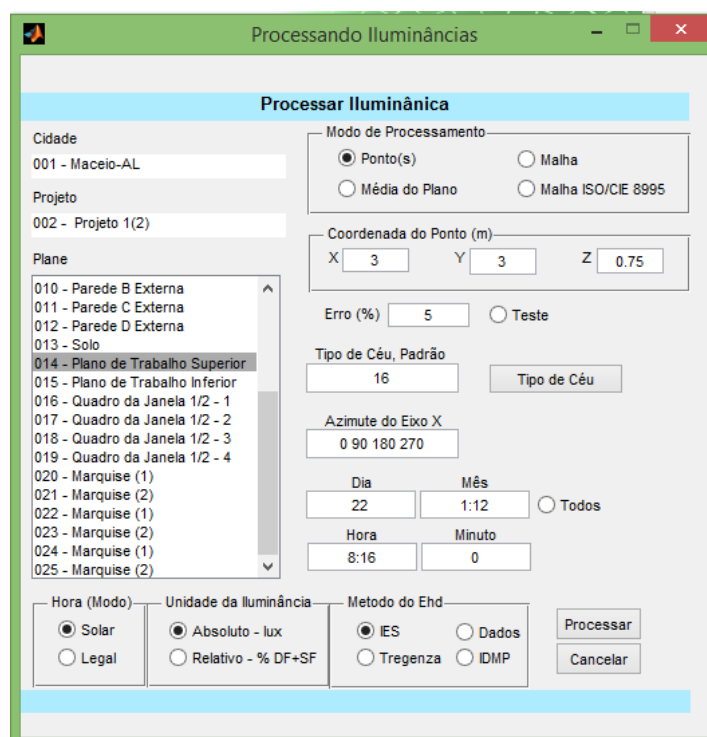 Processando Iluminâncias
Processar Iluminânica
Cidade
001 - Maceio-AL
Projeto
002 - Projeto 1(2)
Plane
010 - Parede B Externa
011 - Parede C Externa
012 - Parede D Externa
013 - Solo
014 - Plano de Trabalho Superior
015 - Plano de Trabalho Inferior
016 - Quadro da Janela 1/2 - 1
017 - Quadro da Janela 1/2 - 2
018 - Quadro da Janela 1/2 - 3
019 - Quadro da Janela 1/2 - 4
020 - Marquise (1)
021 - Marquise (2)
022 - Marquise (1)
023 - Marquise (2)
024 - Marquise (1)
025 - Marquise (2)
Modo de Processamento
Ponto(s) Malha
Média do Plano Malha ISO/CIE 8995
Coordenada do Ponto (m)
X 3 Y 3 Z 0.75
Erro (%) 5 Teste
Tipo de Céu, Padrão
16 Tipo de Céu
Azimute do Eixo X
0 90 180 270
Dia Mês
22 1:12 Todos
Hora Minuto
8:16 0
Hora (Modo)
Solar
Legal
Unidade da Iluminância
Absoluto - lux
Relativo - % DF+SF
Metodo do Ehd
IES Dados
Tregenza IDMP
Processar
Cancelar